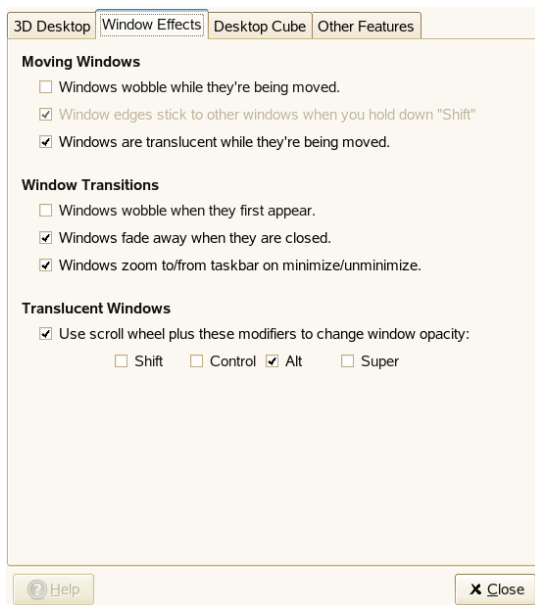 3D Desktop Window Effects Desktop Cube Other Features
Moving Windows
Windows wobble while they're being moved.
Window edges stick to other windows when you hold down "Shift"
Windows are translucent while they're being moved.
Window Transitions
Windows wobble when they first appear.
Windows fade away when they are closed.
Windows zoom to/from taskbar on minimize/unminimize.
Translucent Windows
Use scroll wheel plus these modifiers to change window opacity:
Shift Control Alt Super
Help Close